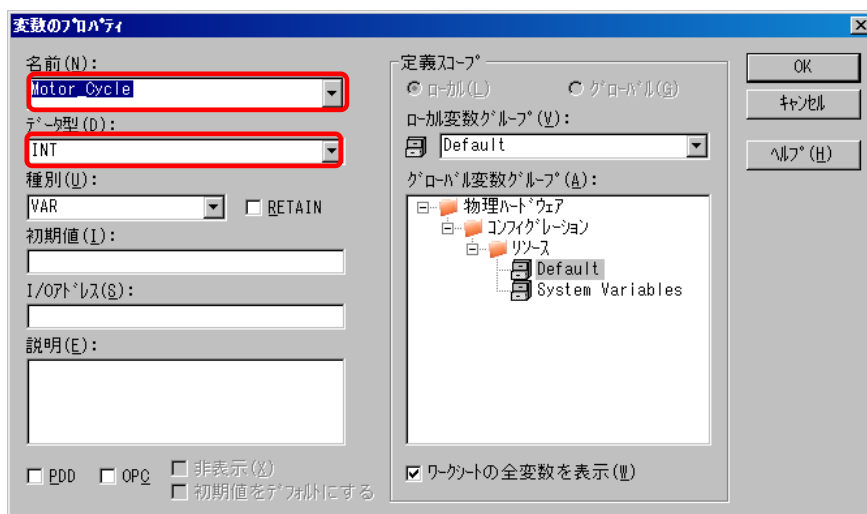 変数のプロパティ
名前(N):
Motor_Cycle
データ型(D):
INT
種別(U):
VAR
RETAIN
初期値(I):
I/Oアドレス(S):
説明(E):
PDD
OPC
非表示(X)
初期値をデフォルトにする
定義スコープ
ローカル(L)
グローバル(G)
ローカル変数グループ(V):
Default
グローバル変数グループ(A):
物理ハードウェア
コンフィグレーション
リソース
Default
System Variables
ワークシートの全変数を表示(W)
OK
キャンセル
ヘルプ(H)